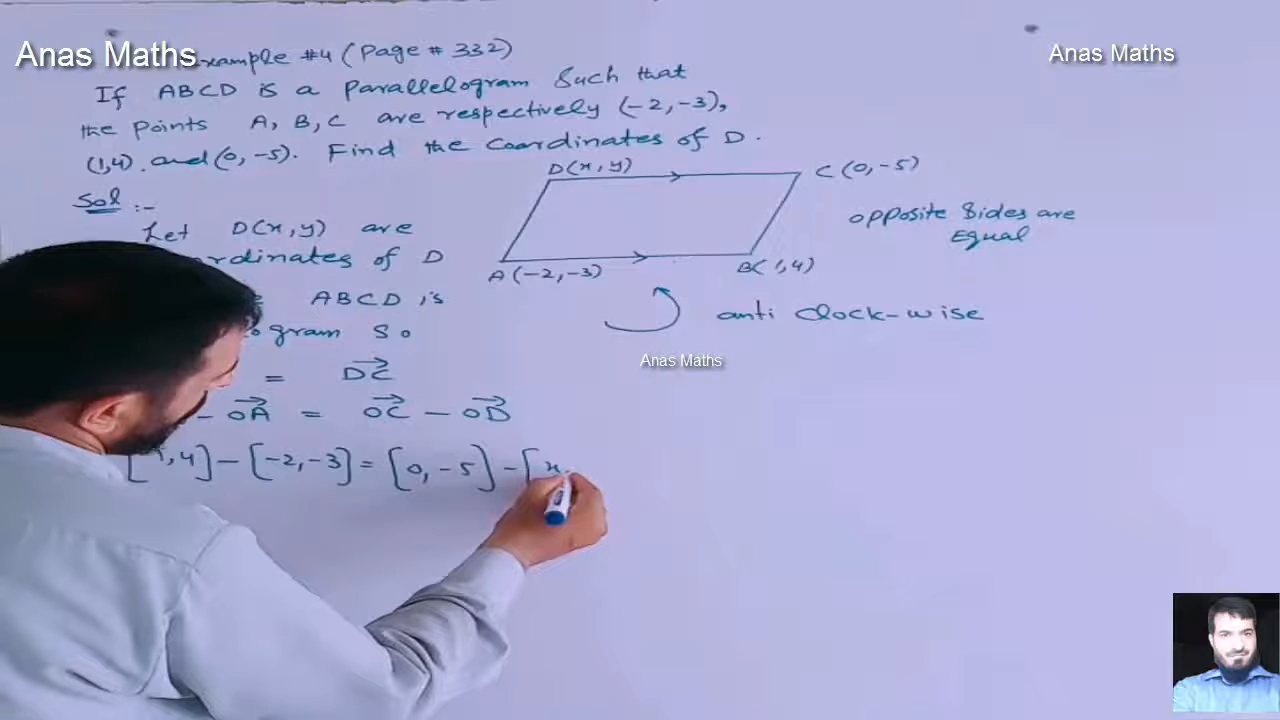 Anas Maths
Anas Maths
xample #4 (Page # 332)
If ABCD is a parallelogram Such that
the points A, B, C are respectively (-2,-3),
(1,4). and (0, -5). Find the Coordinates of D.
Sol :-
Let D(x,y) are
rdinates of D
ABCD is
ogram So
= DC
- OA = OC - OD
[1,4] - [-2,-3] = [0, -5] - [x,
D(x,y)
C (0,-5)
A (-2,-3)
B(1,4)
opposite Sides are
Equal
anti Clock-wise
Anas Maths